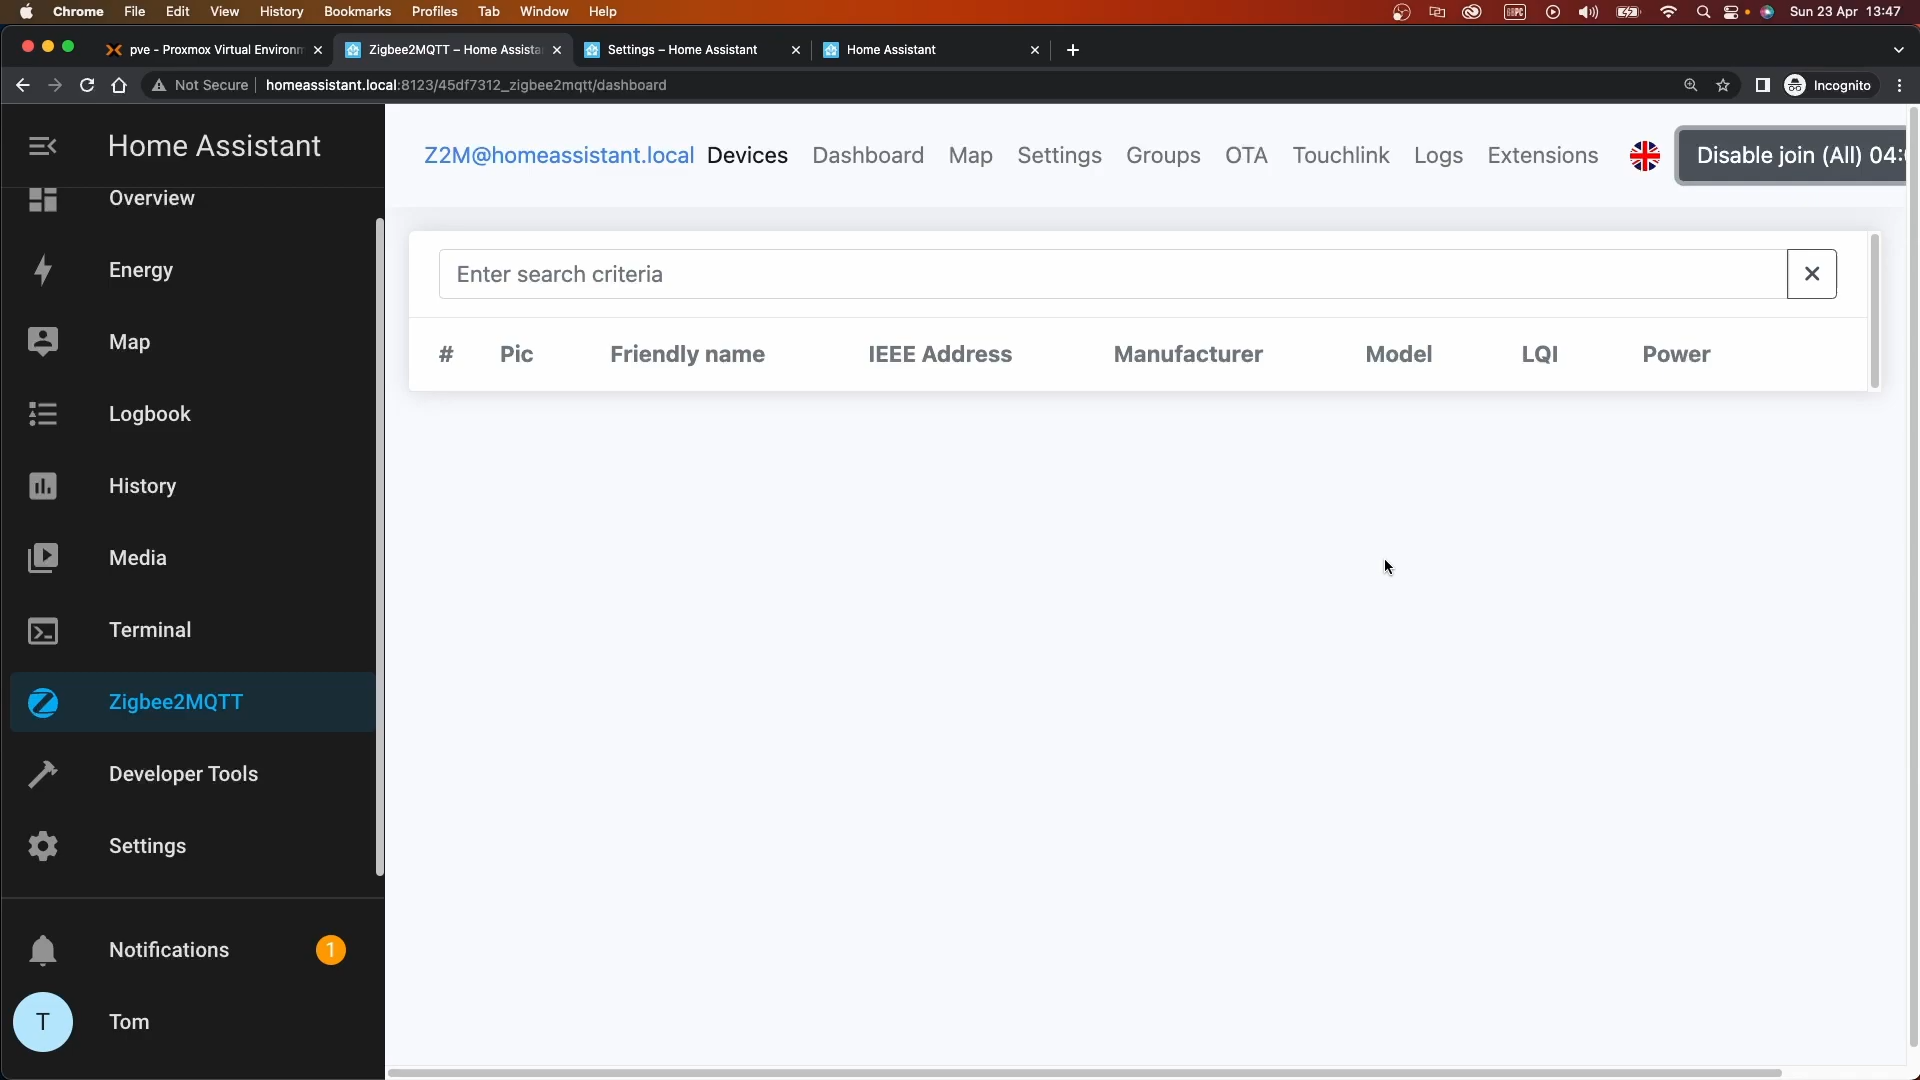 Chrome File Edit View History Bookmarks Profiles Tab Window Help Sun 23 Apr 13:47
pve - Proxmox Virtual Environm Zigbee2MQTT – Home Assista Settings – Home Assistant Home Assistant
Not Secure homeassistant.local:8123/45df7312_zigbee2mqtt/dashboard Incognito
Home Assistant
Overview
Energy
Map
Logbook
History
Media
Terminal
Zigbee2MQTT
Developer Tools
Settings
Notifications 1
T Tom
Z2M@homeassistant.local Devices Dashboard Map Settings Groups OTA Touchlink Logs Extensions Disable join (All) 04:
Enter search criteria
# Pic Friendly name IEEE Address Manufacturer Model LQI Power